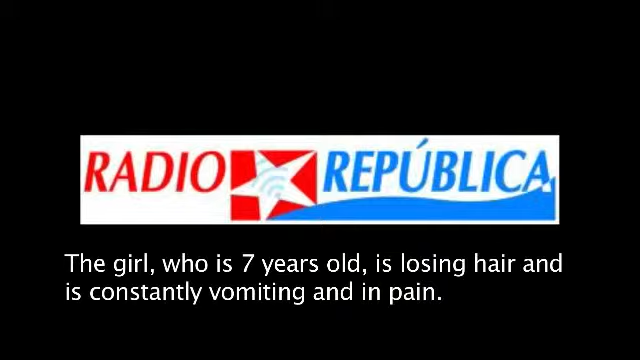 RADIO REPÚBLICA
The girl, who is 7 years old, is losing hair and
is constantly vomiting and in pain.